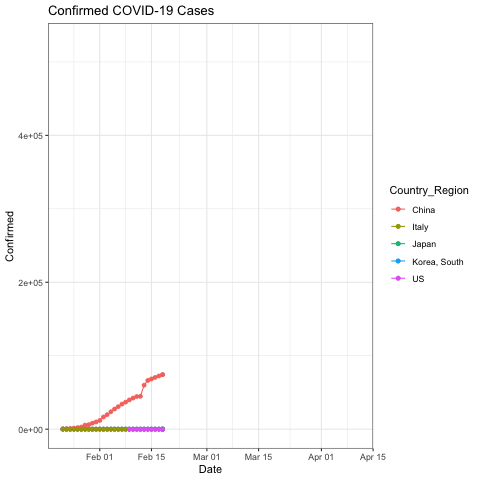 Confirmed COVID-19 Cases
4e+05
2e+05
0e+00
Confirmed
Feb 01
Feb 15
Mar 01
Mar 15
Apr 01
Apr 15
Date
Country_Region
China
Italy
Japan
Korea, South
US